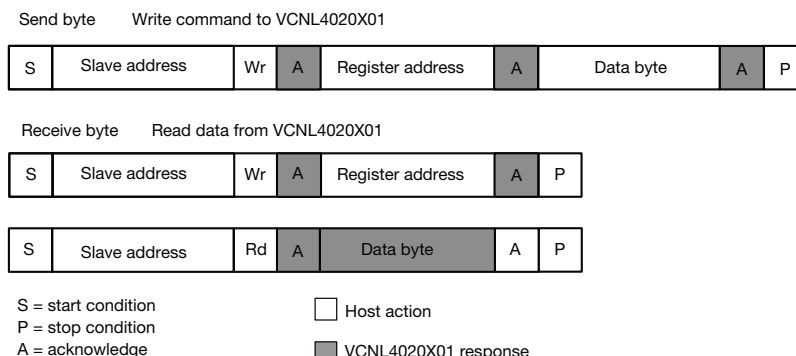 Send byte Write command to VCNL4020X01
S Slave address Wr A Register address A Data byte A P
Receive byte Read data from VCNL4020X01
S Slave address Wr A Register address A P
S Slave address Rd A Data byte A P
S = start condition
P = stop condition
A = acknowledge
Host action
VCNL4020X01 response